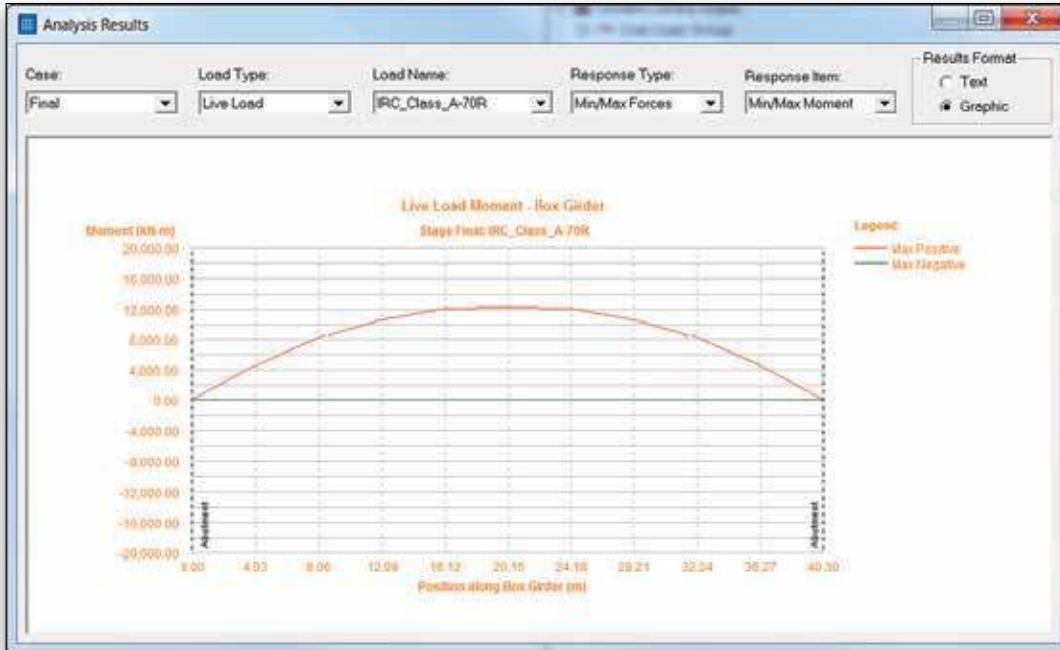 Analysis Results
Case:
Load Type:
Load Name:
Response Type:
Response Item:
Results Format
Final
Live Load
IRC_Class_A-70R
Min/Max Forces
Min/Max Moment
Text
Graphic
Live Load Moment - Box Girder
Stage Final: IRC_Class_A-70R
Moment (kN-m)
20,000.00
16,000.00
12,000.00
8,000.00
4,000.00
0.00
-4,000.00
-8,000.00
-12,000.00
-16,000.00
-20,000.00
Legend:
Max Positive
Max Negative
Abutment
Abutment
0.00 4.03 8.06 12.09 16.12 20.15 24.18 28.21 32.24 36.27 40.30
Position along Box Girder (m)